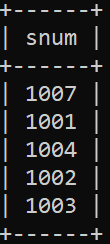 +------+
| snum |
+------+
| 1007 |
| 1001 |
| 1004 |
| 1002 |
| 1003 |
+------+